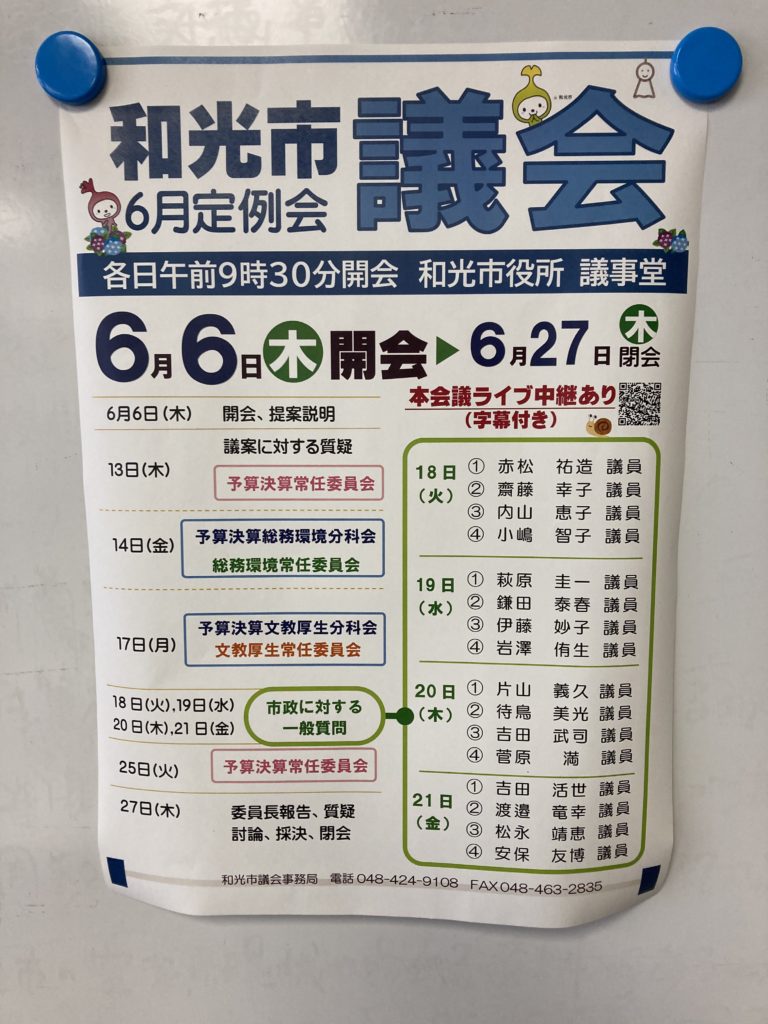 和光市
議会
6月定例会
各日午前9時30分開会 和光市役所 議事堂
6月6日木開会▶6月27日木閉会
本会議ライブ中継あり
(字幕付き)
6月6日(木) 開会、提案説明
13日(木) 議案に対する質疑
予算決算常任委員会
14日(金) 予算決算総務環境分科会
総務環境常任委員会
17日(月) 予算決算文教厚生分科会
文教厚生常任委員会
18日(火),19日(水)
20日(木),21日(金)
市政に対する
一般質問
25日(火) 予算決算常任委員会
27日(木) 委員長報告、質疑
討論、採決、閉会
18日
(火)
① 赤松 祐造 議員
② 齋藤 幸子 議員
③ 内山 恵子 議員
④ 小嶋 智子 議員
19日
(水)
① 萩原 圭一 議員
② 鎌田 泰春 議員
③ 伊藤 妙子 議員
④ 岩澤 侑生 議員
20日
(木)
① 片山 義久 議員
② 待鳥 美光 議員
③ 吉田 武司 議員
④ 菅原 満 議員
21日
(金)
① 吉田 活世 議員
② 渡邉 竜幸 議員
③ 松永 靖恵 議員
④ 安保 友博 議員
和光市議会事務局 電話048-424-9108 FAX048-463-2835